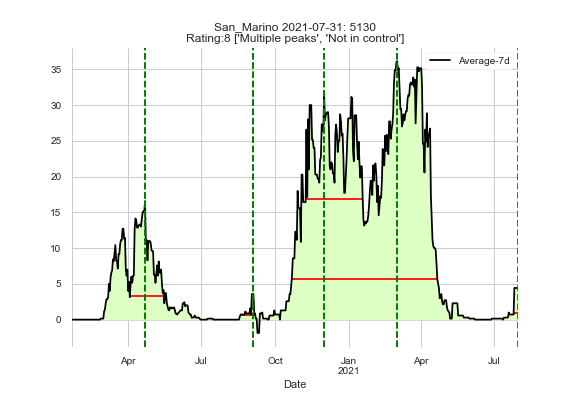 San_Marino 2021-07-31: 5130
Rating:8 ['Multiple peaks', 'Not in control']
Average-7d
35
30
25
20
15
10
5
0
Apr Jul Oct Jan Apr Jul
2021
Date